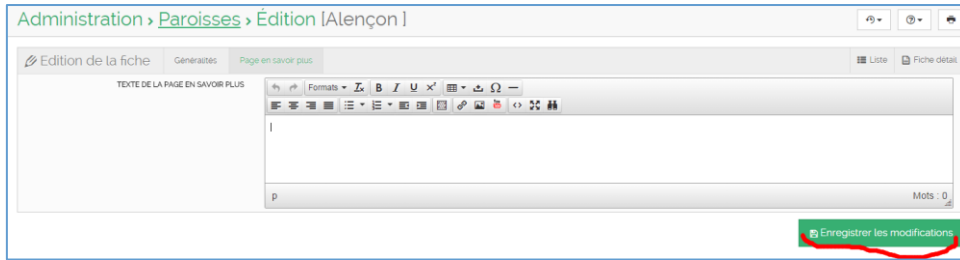 Administration › Paroisses › Édition [Alençon ]
Edition de la fiche Généralités Page en savoir plus Liste Fiche détail
TEXTE DE LA PAGE EN SAVOIR PLUS
Formats B I U
p Mots : 0
Enregistrer les modifications